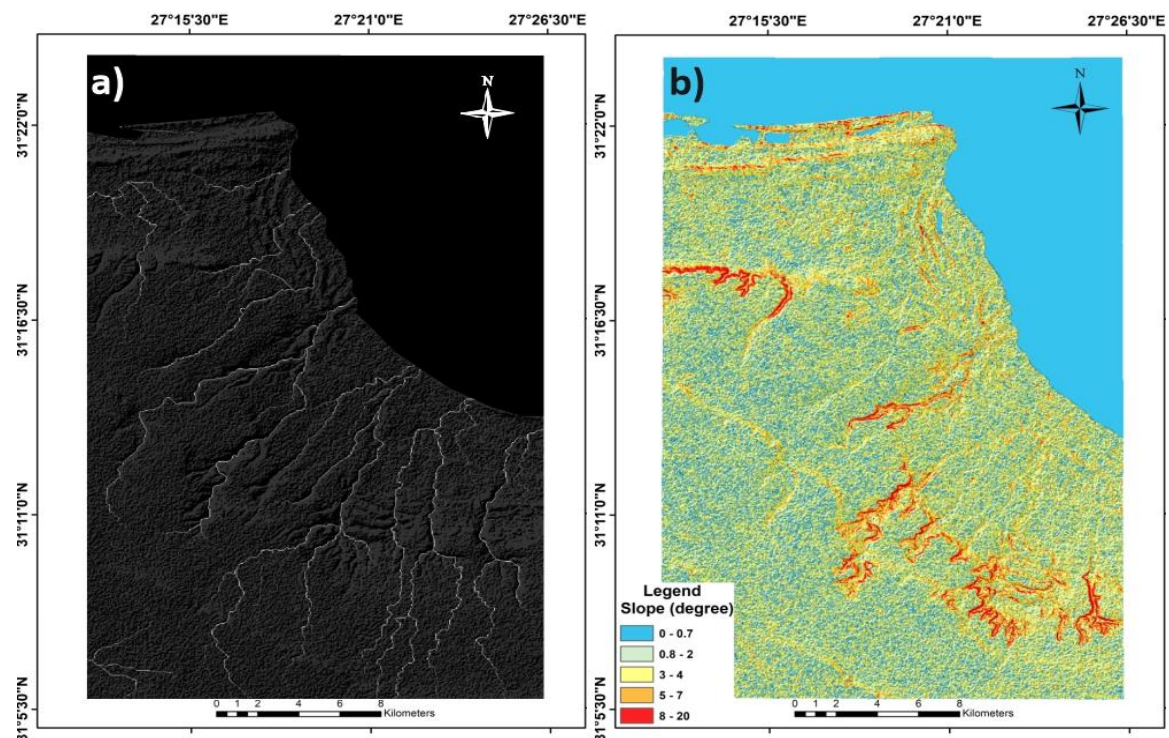 27°15'30"E 27°21'0"E 27°26'30"E
a)
N
31°22'0"N
31°16'30"N
31°11'0"N
31°5'30"N
0 1 2 4 6 8
Kilometers
27°15'30"E 27°21'0"E 27°26'30"E
b)
N
31°22'0"N
31°16'30"N
31°11'0"N
31°5'30"N
Legend
Slope (degree)
0 - 0.7
0.8 - 2
3 - 4
5 - 7
8 - 20
0 1 2 4 6 8
Kilometers